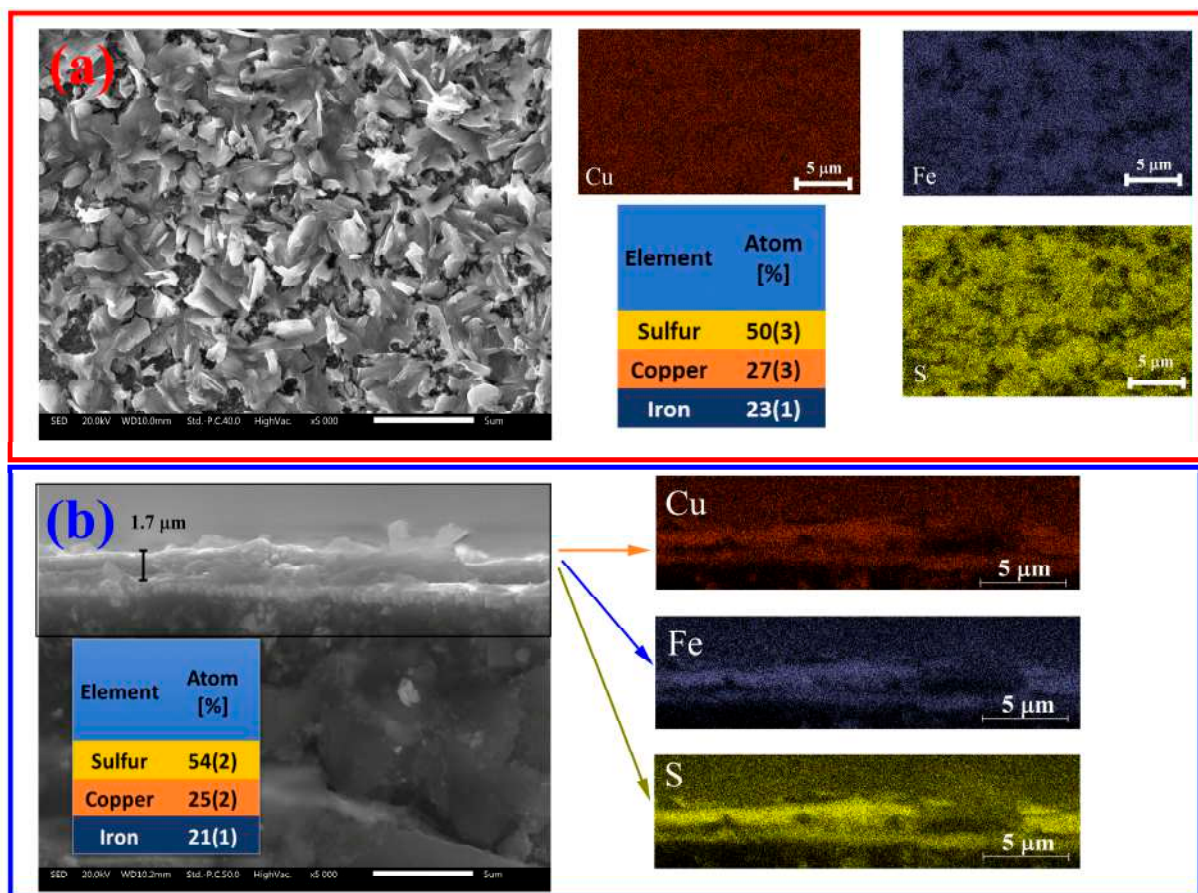 (a)
Cu
5 μm
Fe
5 μm
Element Atom [%]
Sulfur 50(3)
Copper 27(3)
Iron 23(1)
S
5 μm
SED 20.0kV WD10.0mm Std.-P.C.40.0 HighVac. x5 000 5um
(b)
1.7 μm
Cu
5 μm
Fe
5 μm
Element Atom [%]
Sulfur 54(2)
Copper 25(2)
Iron 21(1)
S
5 μm
SED 20.0kV WD10.2mm Std.-P.C.50.0 HighVac. x5 000 5um